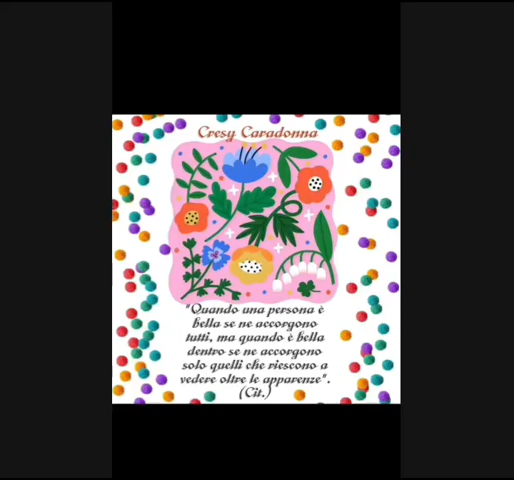 Cresy Caradonna
"Quando una persona è
bella se ne accorgono
tutti, ma quando è bella
dentro se ne accorgono
solo quelli che riescono a
vedere oltre le apparenze".
(Cit.)